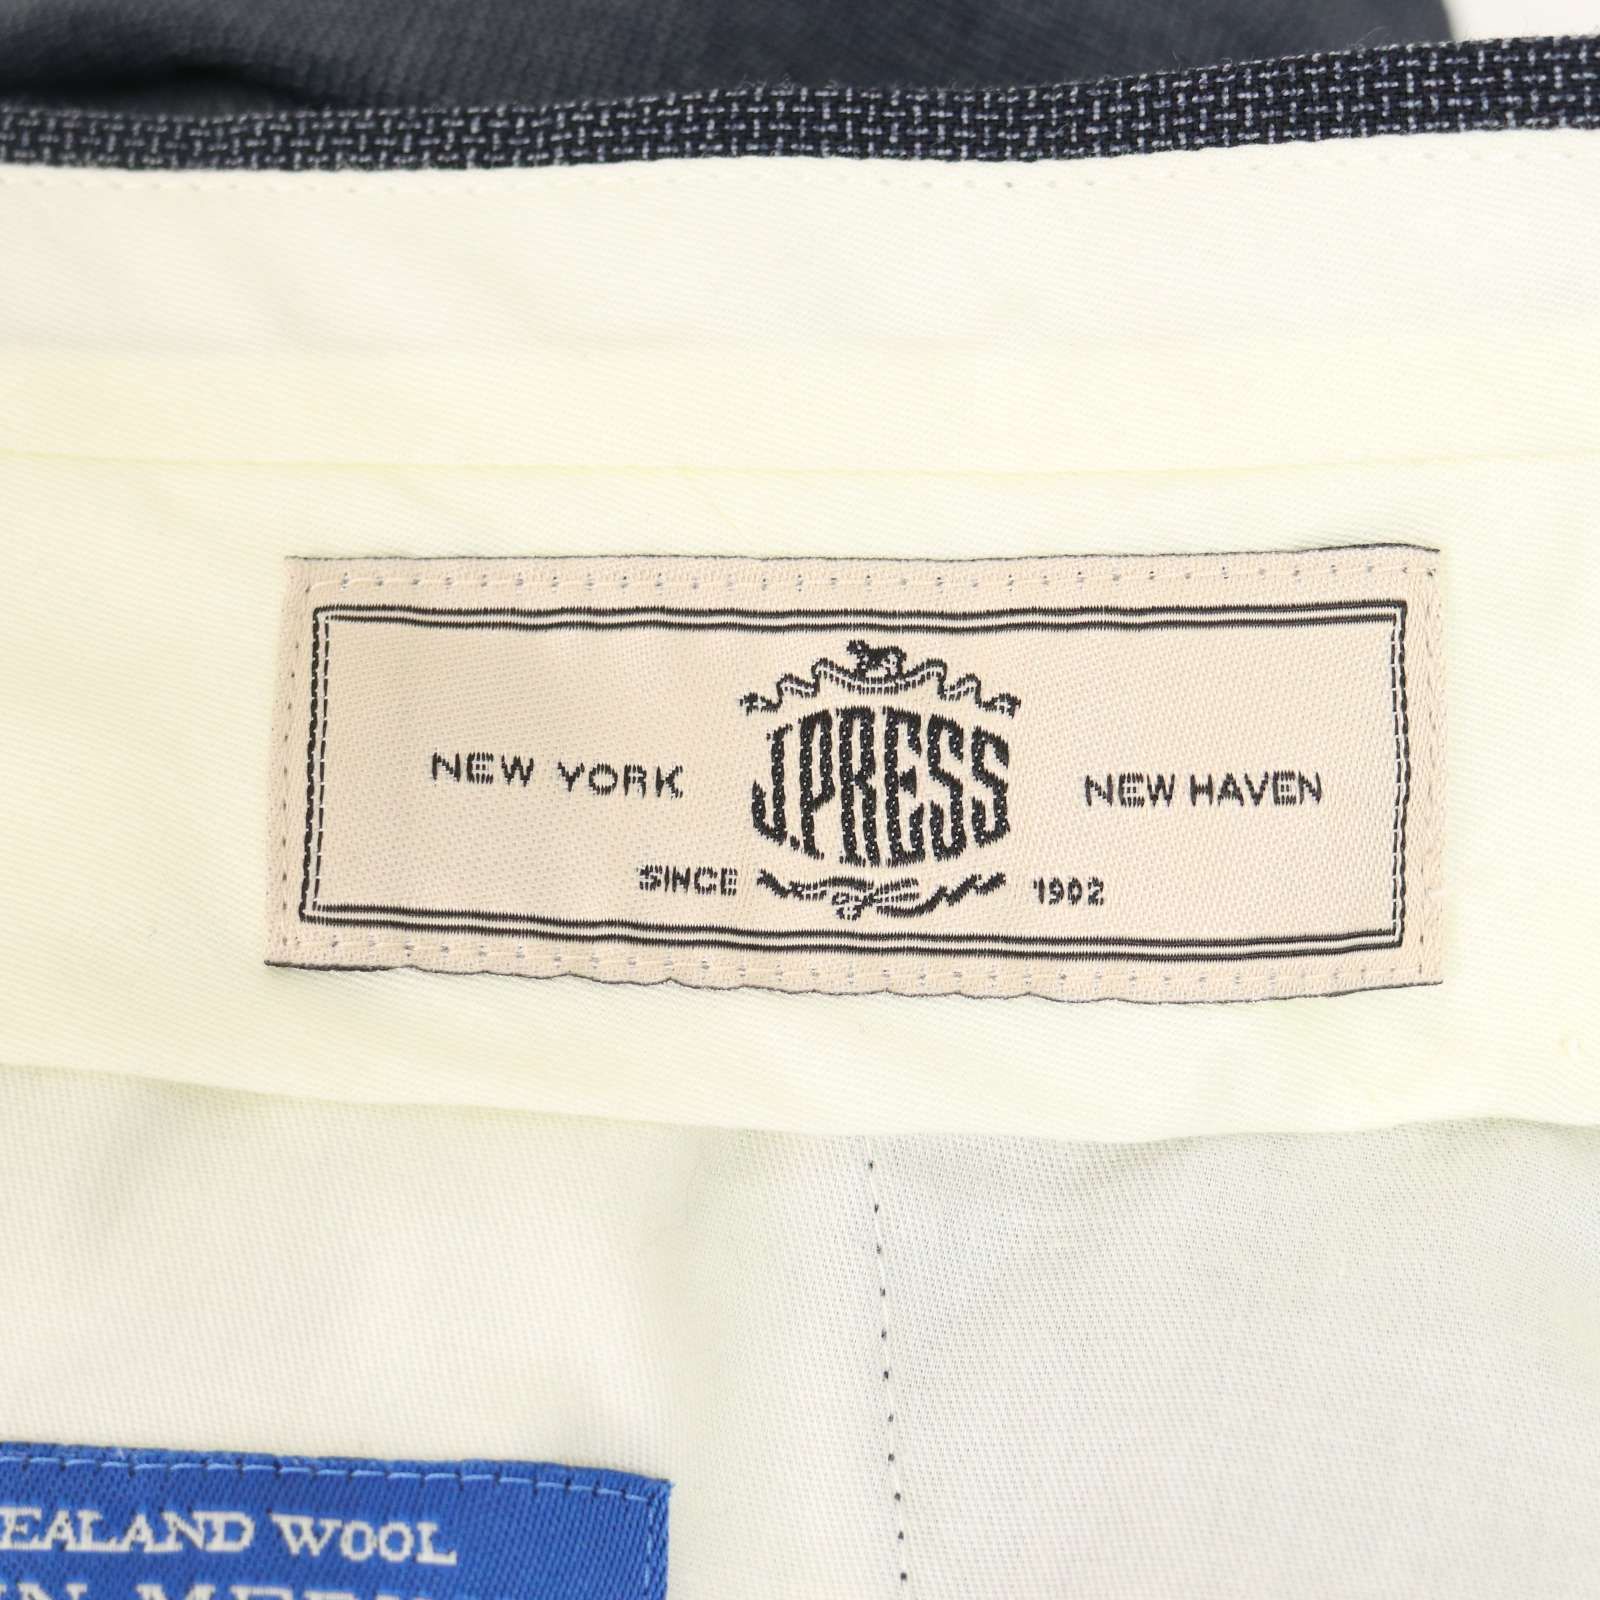 NEW YORK J.PRESS NEW HAVEN
SINCE 1902
EALAND WOOL